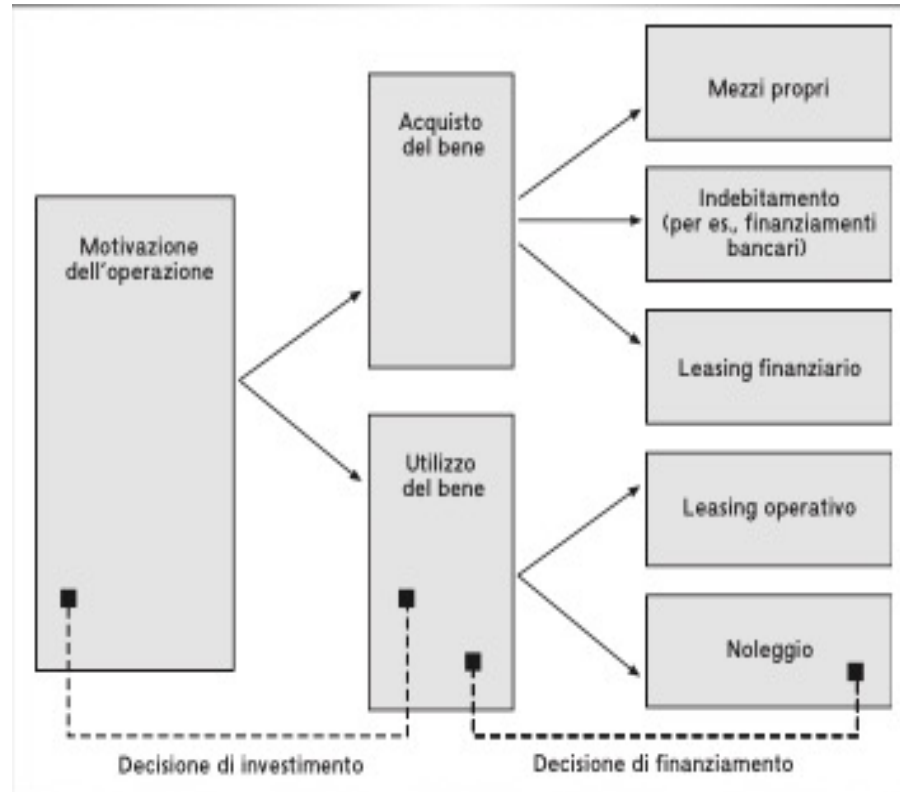 Motivazione
dell'operazione
Acquisto
del bene
Utilizzo
del bene
Mezzi propri
Indebitamento
(per es., finanziamenti
bancari)
Leasing finanziario
Leasing operativo
Noleggio
Decisione di investimento
Decisione di finanziamento